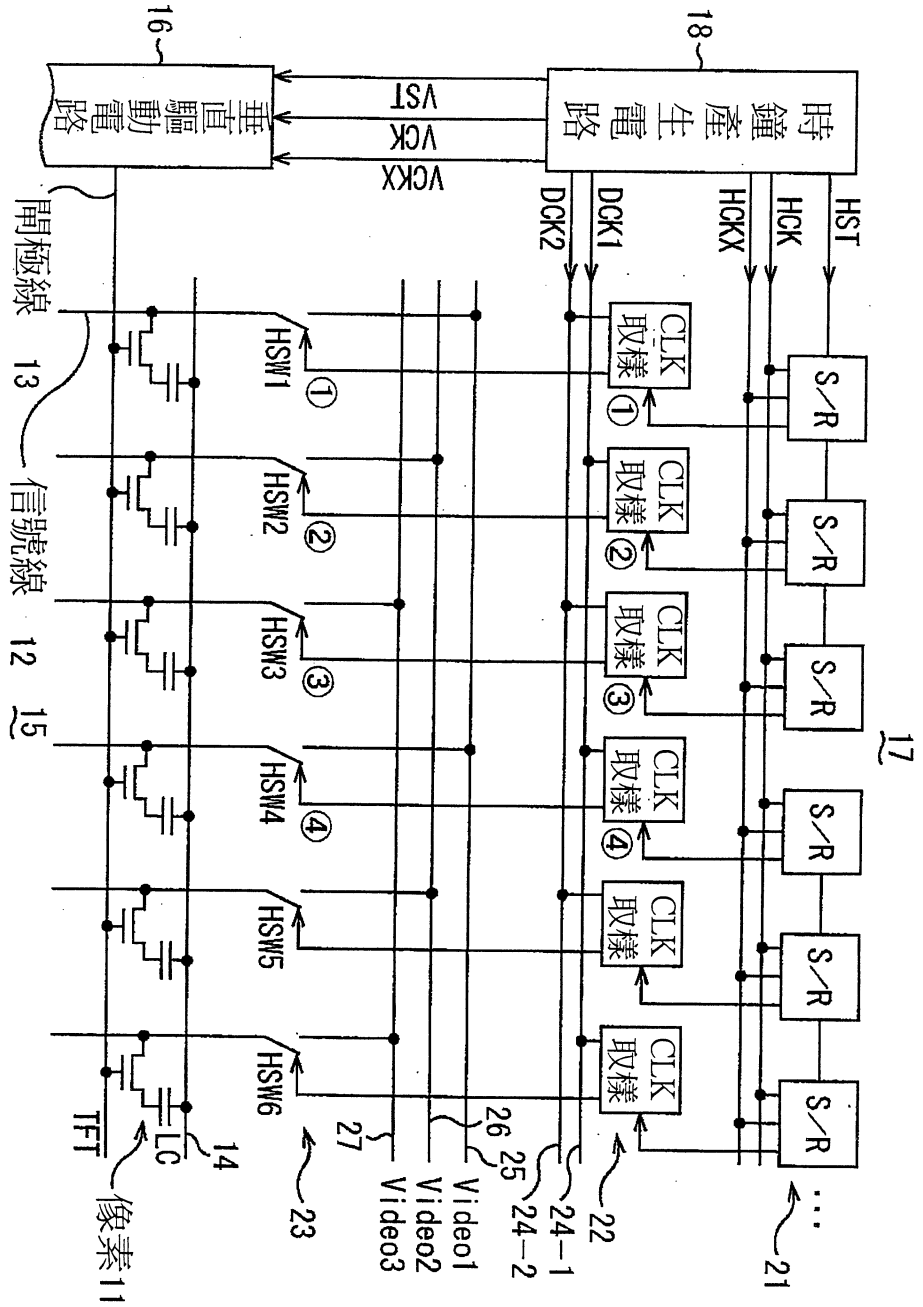 17
21
S/R
S/R
S/R
S/R
S/R
S/R
...
18
時鐘產生電路
HST
HCK
HCKX
DCK1
DCK2
CLK取樣
①
CLK取樣
②
CLK取樣
③
CLK取樣
④
CLK取樣
CLK取樣
22
24-1
24-2
VST
VCK
VCKX
25
Video1
26
Video2
27
Video3
HSW1
①
HSW2
②
HSW3
③
HSW4
④
HSW5
HSW6
23
16
垂直驅動電路
14
LC
TFT
閘極線 13
信號線 12
15
像素11